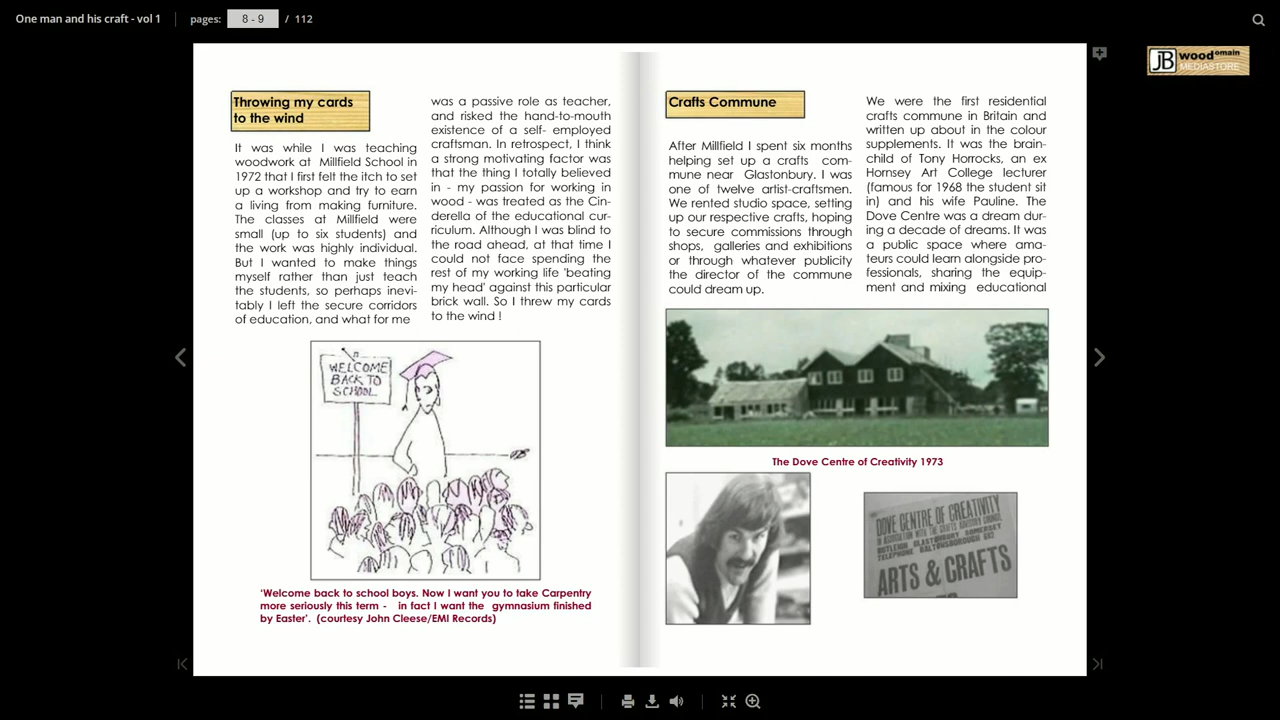 One man and his craft - vol 1
pages:
8 - 9
/ 112
JB woodomain
MEDIASTORE
Throwing my cards
to the wind
It was while I was teaching
woodwork at Millfield School in
1972 that I first felt the itch to set
up a workshop and try to earn
a living from making furniture.
The classes at Millfield were
small (up to six students) and
the work was highly individual.
But I wanted to make things
myself rather than just teach
the students, so perhaps inevi-
tably I left the secure corridors
of education, and what for me
was a passive role as teacher,
and risked the hand-to-mouth
existence of a self- employed
craftsman. In retrospect, I think
a strong motivating factor was
that the thing I totally believed
in - my passion for working in
wood - was treated as the Cin-
derella of the educational cur-
riculum. Although I was blind to
the road ahead, at that time I
could not face spending the
rest of my working life 'beating
my head' against this particular
brick wall. So I threw my cards
to the wind !
WELCOME
BACK TO
SCHOOL
'Welcome back to school boys. Now I want you to take Carpentry
more seriously this term - in fact I want the gymnasium finished
by Easter'. (courtesy John Cleese/EMI Records)
Crafts Commune
After Millfield I spent six months
helping set up a crafts com-
mune near Glastonbury. I was
one of twelve artist-craftsmen.
We rented studio space, setting
up our respective crafts, hoping
to secure commissions through
shops, galleries and exhibitions
or through whatever publicity
the director of the commune
could dream up.
We were the first residential
crafts commune in Britain and
written up about in the colour
supplements. It was the brain-
child of Tony Horrocks, an ex
Hornsey Art College lecturer
(famous for 1968 the student sit
in) and his wife Pauline. The
Dove Centre was a dream dur-
ing a decade of dreams. It was
a public space where ama-
teurs could learn alongside pro-
fessionals, sharing the equip-
ment and mixing educational
The Dove Centre of Creativity 1973
DOVE CENTRE OF CREATIVITY
IN ASSOCIATION WITH THE CRAFTS ADVISORY COUNCIL
BUTLEIGH GLASTONBURY SOMERSET
TELEPHONE BALTONSBOROUGH
ARTS & CRAFTS